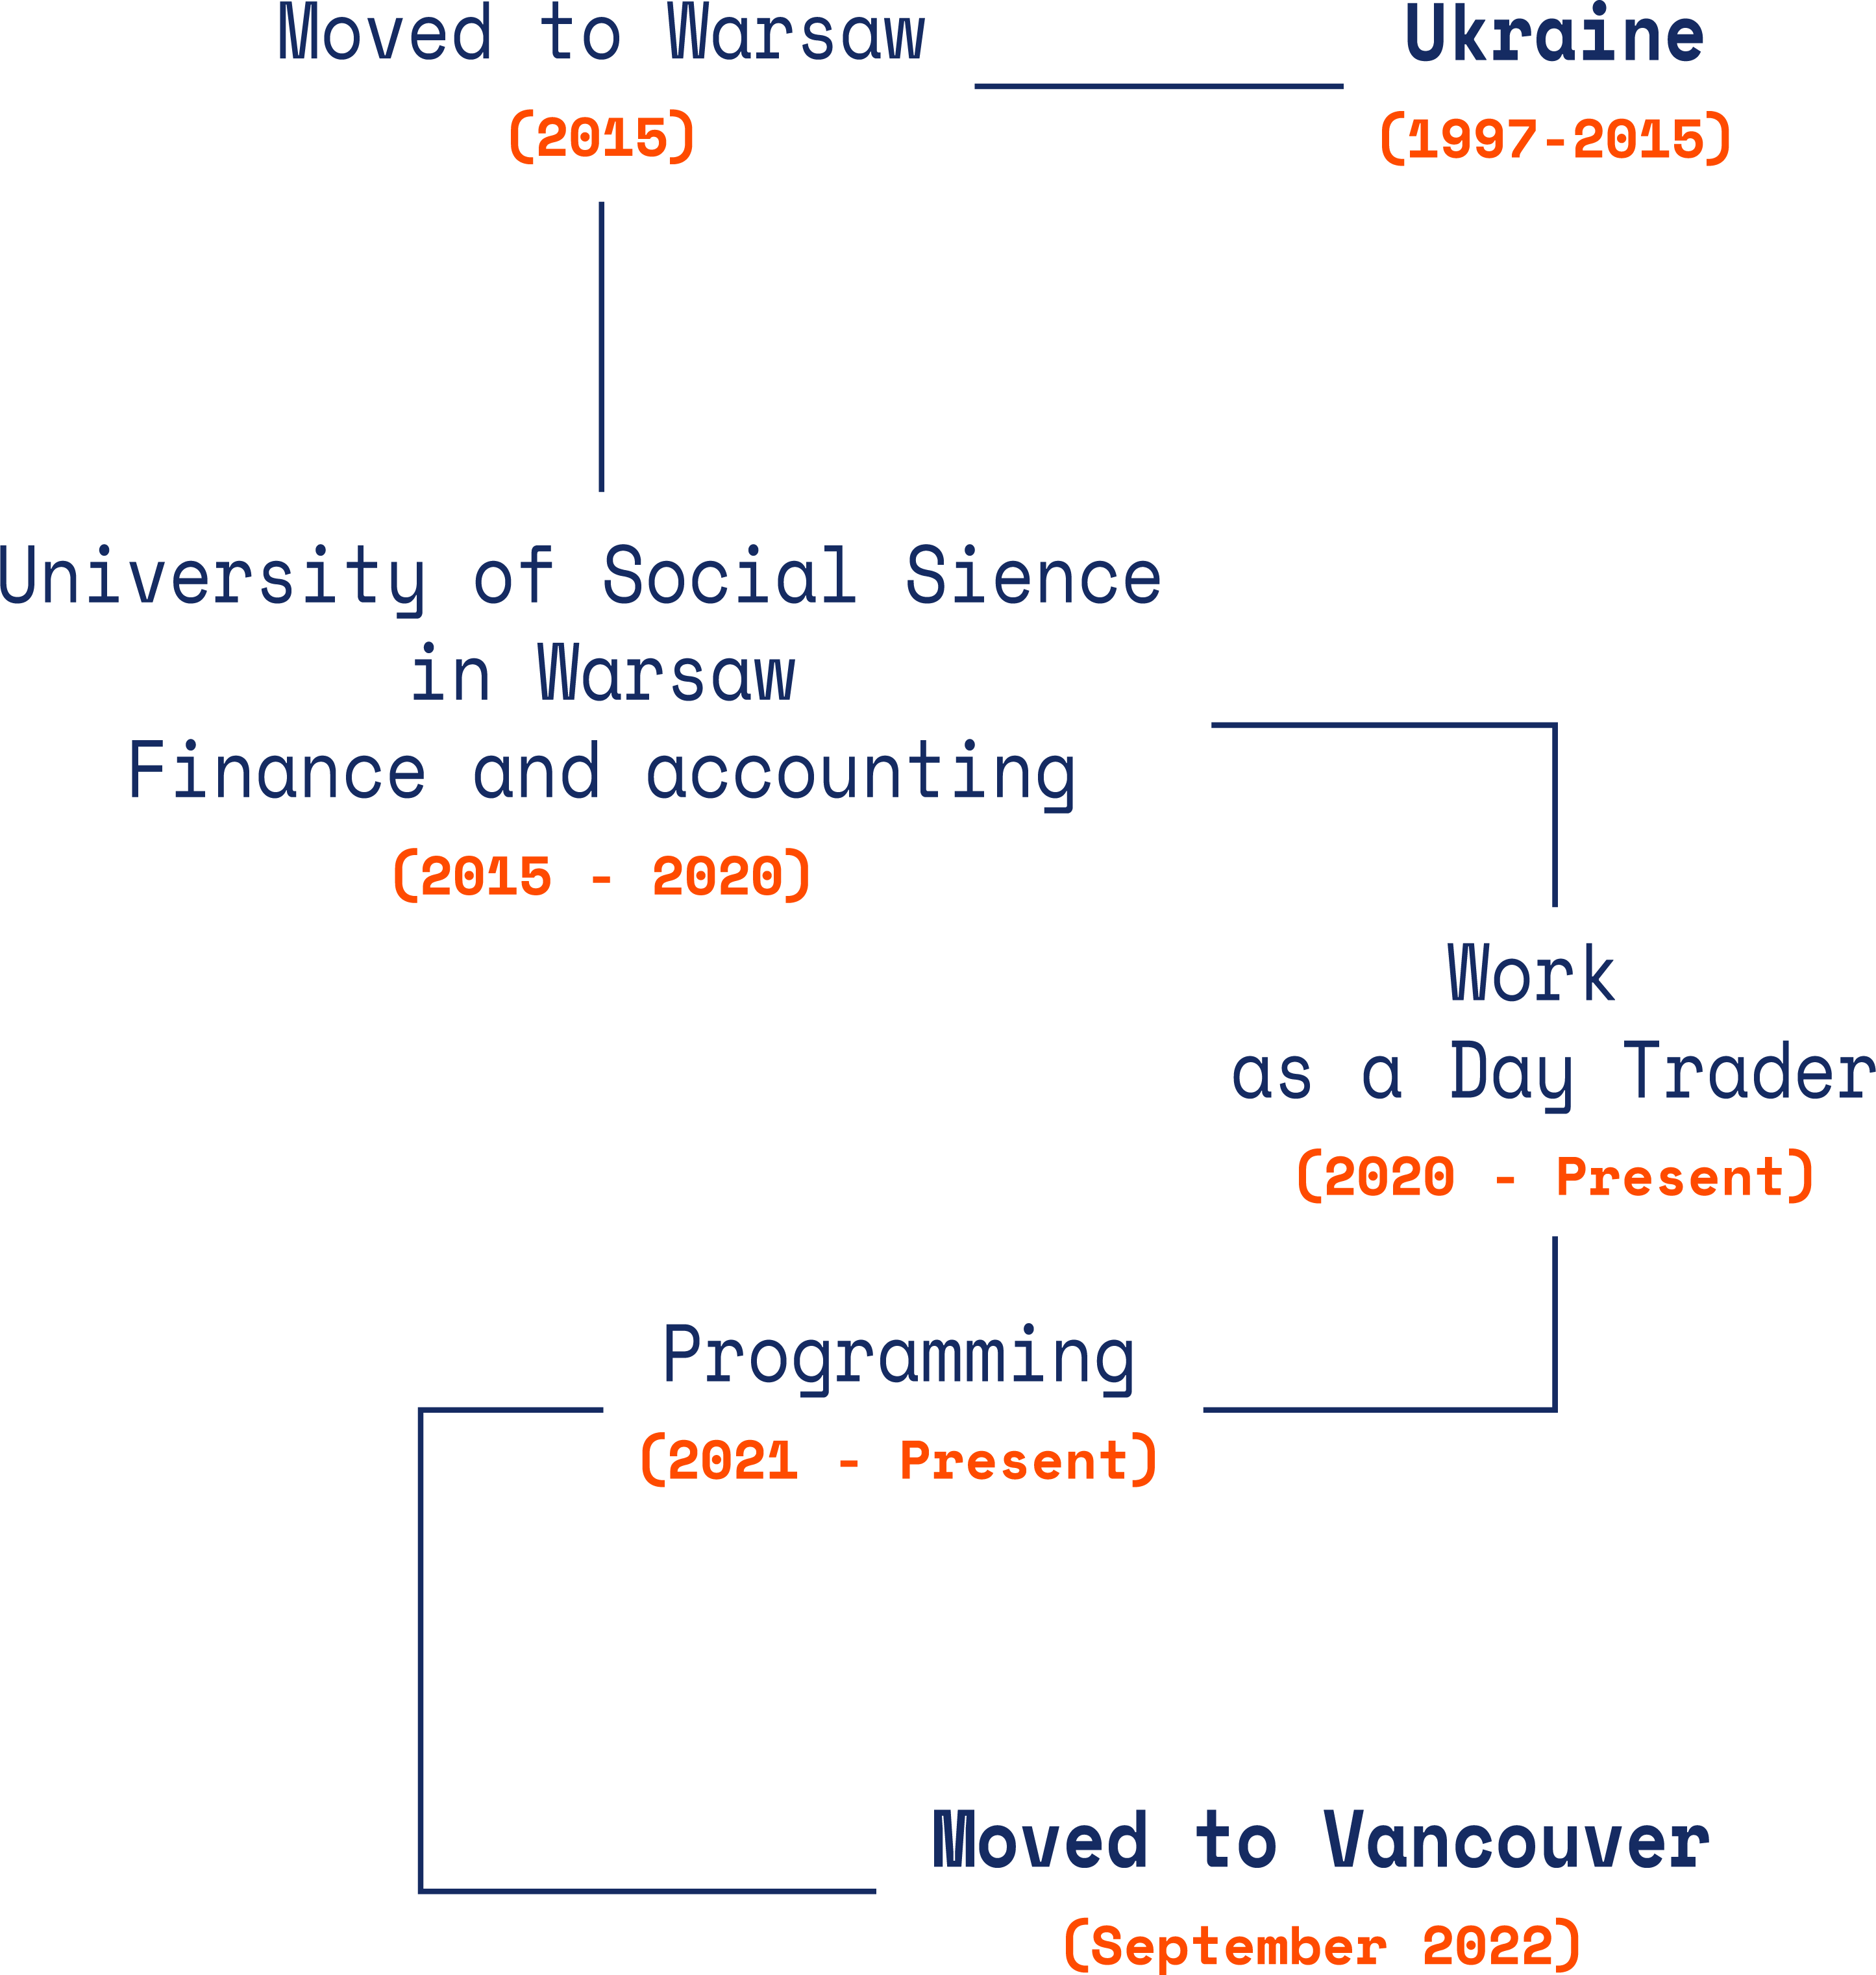 Moved to Warsaw
(2015)
Ukraine
(1997-2015)
University of Social Sience
in Warsaw
Finance and accounting
(2015 - 2020)
Work
as a Day Trader
(2020 - Present)
Programming
(2021 - Present)
Moved to Vancouver
(September 2022)